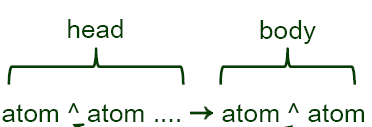 head body
atom ^ atom .... → atom ^ atom